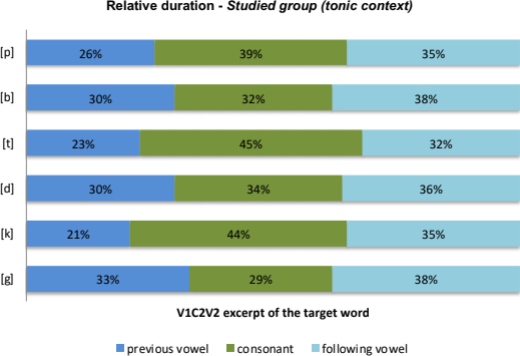 Relative duration - Studied group (tonic context)
[p] 26% 39% 35%
[b] 30% 32% 38%
[t] 23% 45% 32%
[d] 30% 34% 36%
[k] 21% 44% 35%
[g] 33% 29% 38%
V1C2V2 excerpt of the target word
previous vowel consonant following vowel